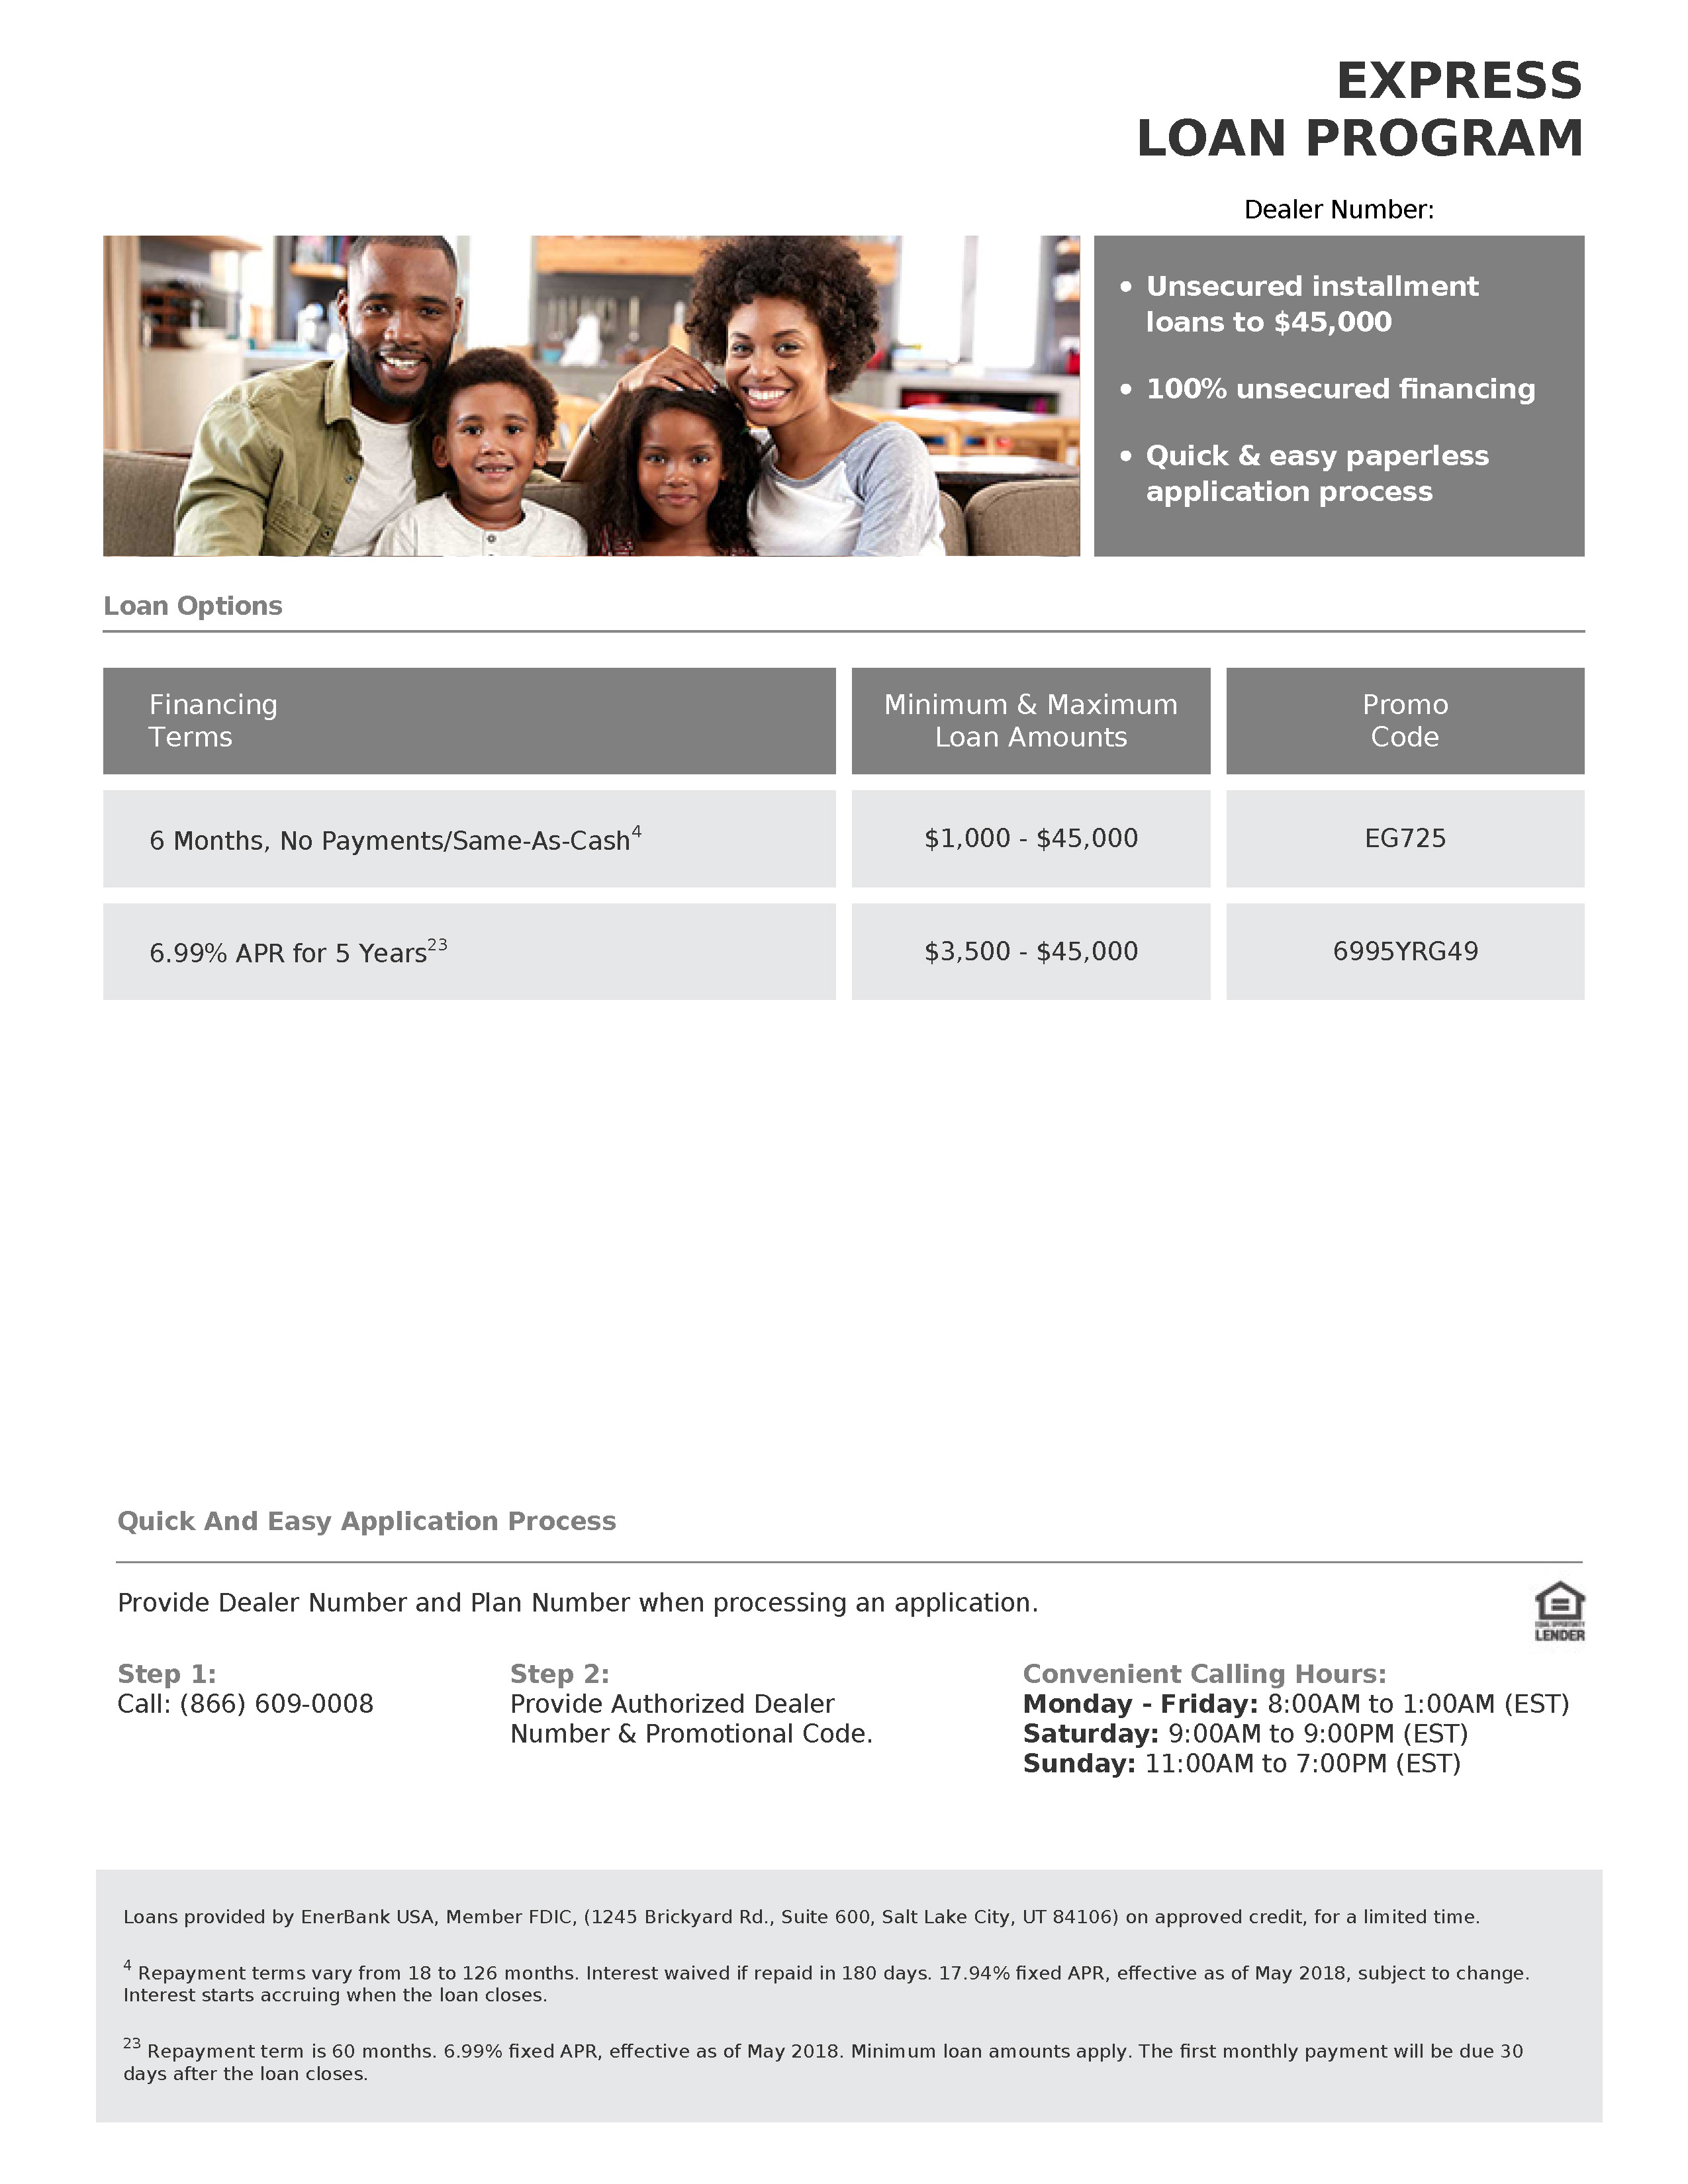 EXPRESS
LOAN PROGRAM
Dealer Number:
• Unsecured installment
loans to $45,000
• 100% unsecured financing
• Quick & easy paperless
application process
Loan Options
Financing
Terms
Minimum & Maximum
Loan Amounts
Promo
Code
6 Months, No Payments/Same-As-Cash4
$1,000 - $45,000
EG725
6.99% APR for 5 Years23
$3,500 - $45,000
6995YRG49
Quick And Easy Application Process
Provide Dealer Number and Plan Number when processing an application.
EQUAL OPPORTUNITY
LENDER
Step 1:
Call: (866) 609-0008
Step 2:
Provide Authorized Dealer
Number & Promotional Code.
Convenient Calling Hours:
Monday - Friday: 8:00AM to 1:00AM (EST)
Saturday: 9:00AM to 9:00PM (EST)
Sunday: 11:00AM to 7:00PM (EST)
Loans provided by EnerBank USA, Member FDIC, (1245 Brickyard Rd., Suite 600, Salt Lake City, UT 84106) on approved credit, for a limited time.
4 Repayment terms vary from 18 to 126 months. Interest waived if repaid in 180 days. 17.94% fixed APR, effective as of May 2018, subject to change.
Interest starts accruing when the loan closes.
23 Repayment term is 60 months. 6.99% fixed APR, effective as of May 2018. Minimum loan amounts apply. The first monthly payment will be due 30
days after the loan closes.